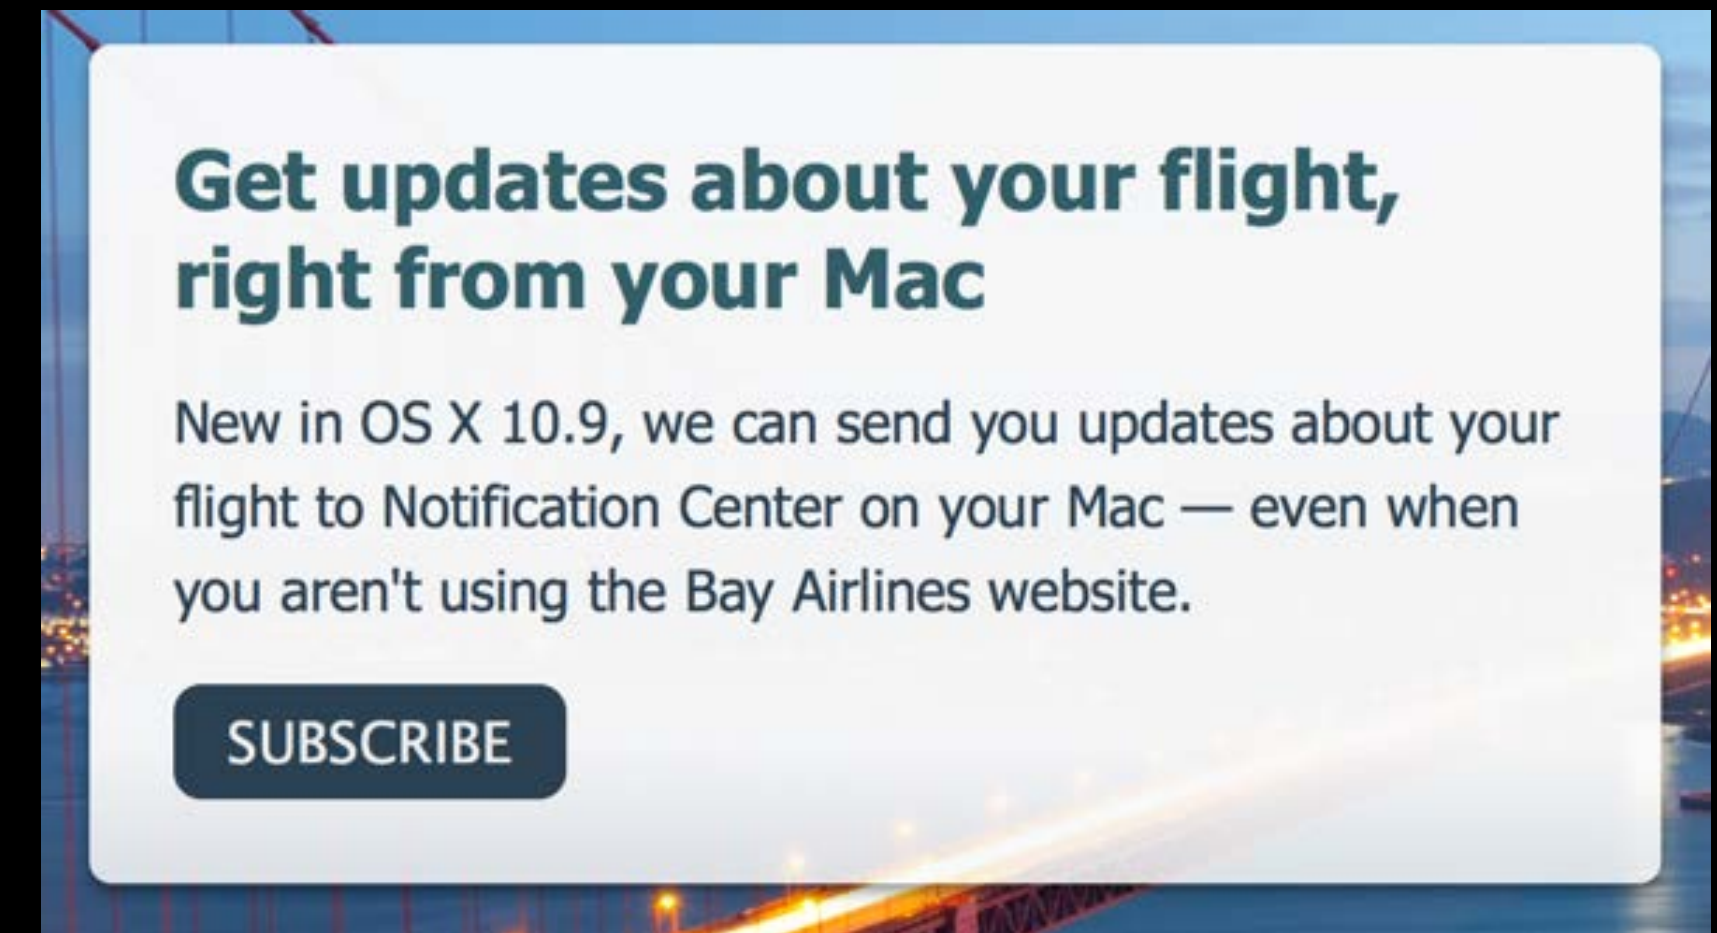 Get updates about your flight,
right from your Mac
New in OS X 10.9, we can send you updates about your
flight to Notification Center on your Mac — even when
you aren't using the Bay Airlines website.
SUBSCRIBE